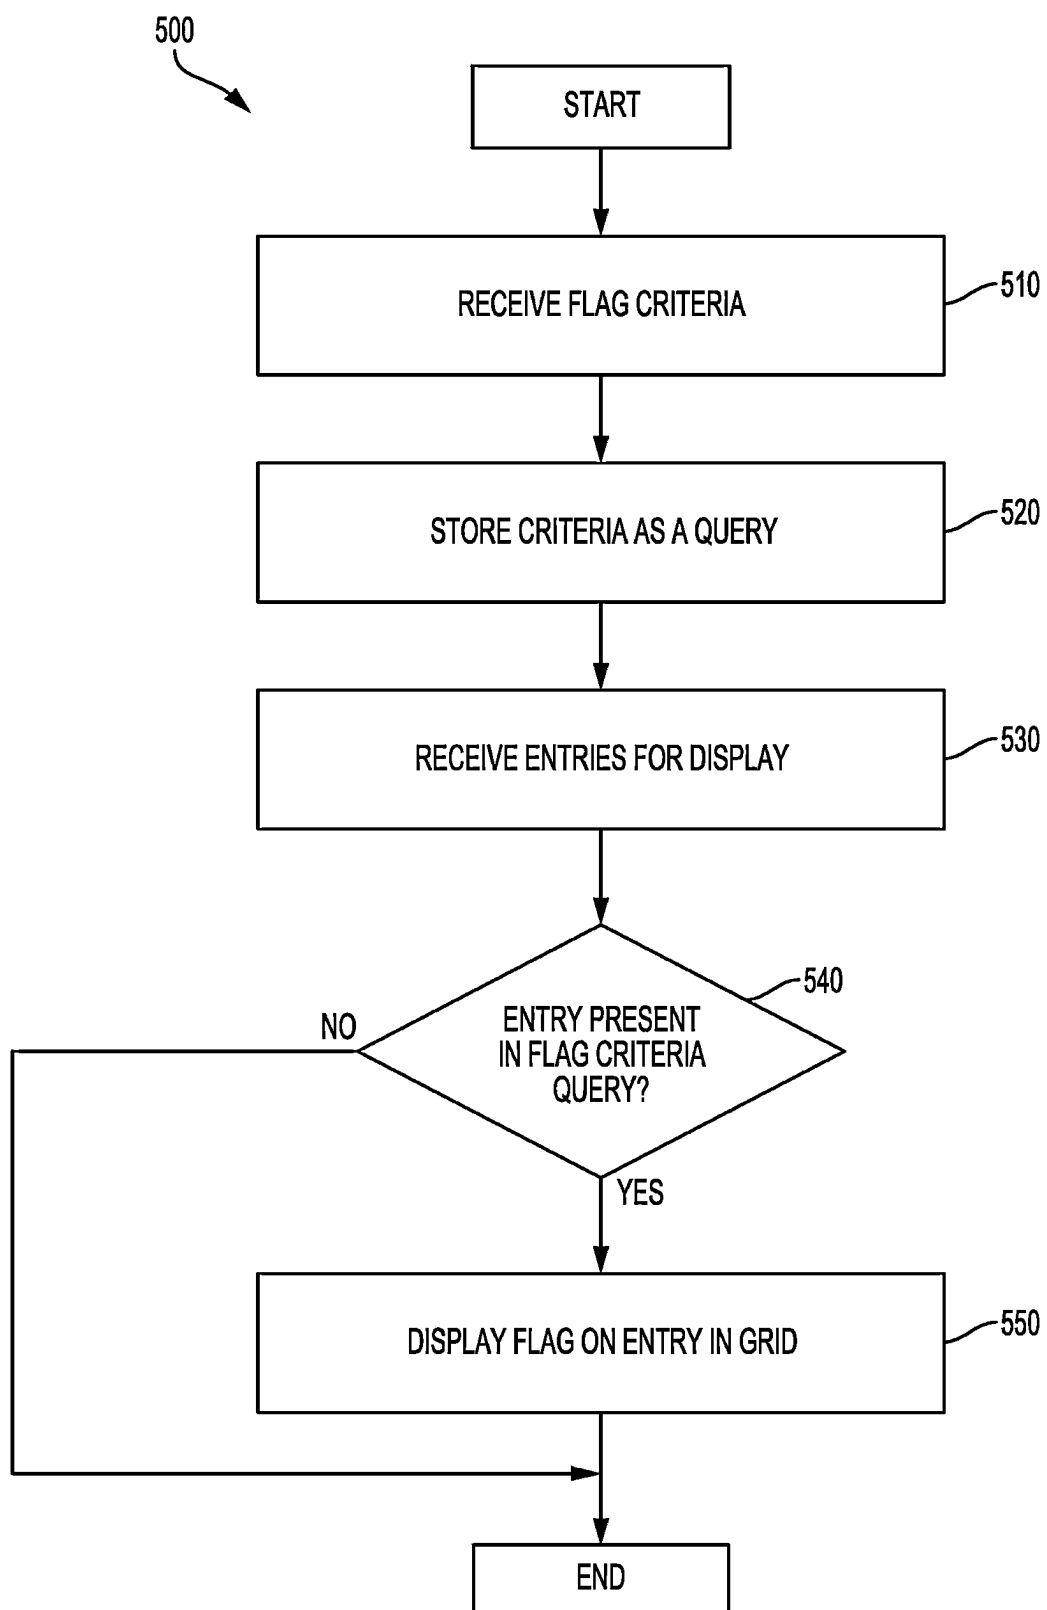 500
START
RECEIVE FLAG CRITERIA
510
STORE CRITERIA AS A QUERY
520
RECEIVE ENTRIES FOR DISPLAY
530
540
NO
ENTRY PRESENT
IN FLAG CRITERIA
QUERY?
YES
DISPLAY FLAG ON ENTRY IN GRID
550
END